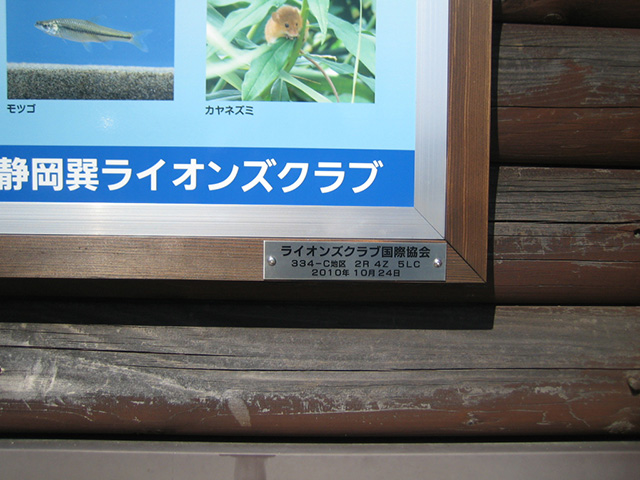 モツゴ
カヤネズミ
静岡巽ライオンズクラブ
ライオンズクラブ国際協会
334-C地区 2R 4Z 5LC
2010年10月24日